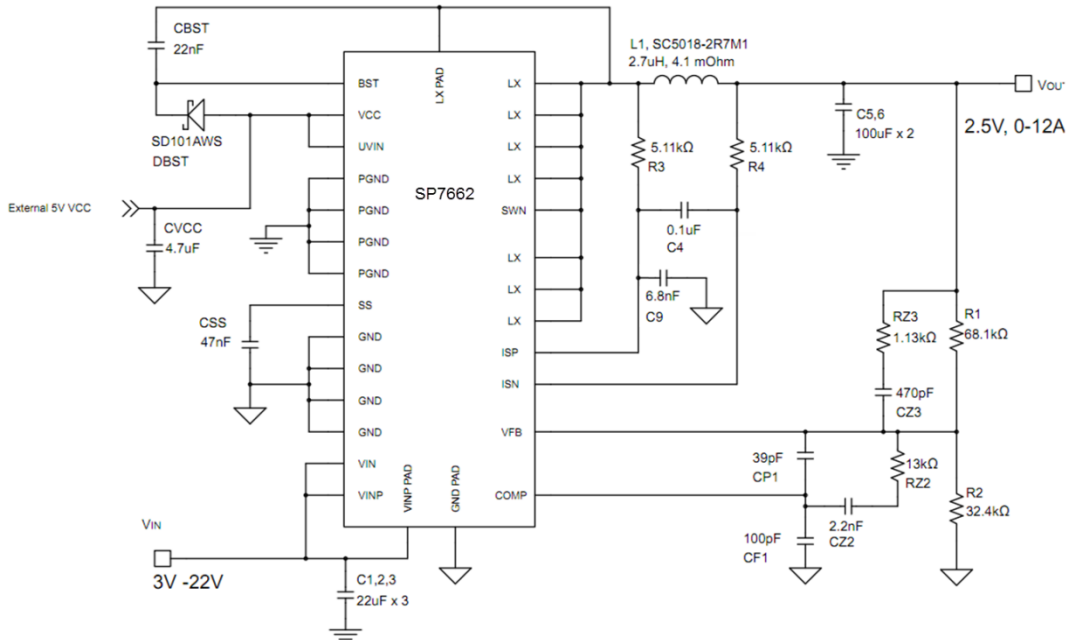 CBST
22nF
SD101AWS
DBST
External 5V VCC
CVCC
4.7uF
CSS
47nF
VIN
3V -22V
C1,2,3
22uF x 3
LX PAD
BST
VCC
UVIN
PGND
PGND
PGND
PGND
SS
GND
GND
GND
GND
VIN
VINP
VINP PAD
GND PAD
SP7662
LX
LX
LX
LX
SWN
LX
LX
LX
ISP
ISN
VFB
COMP
L1, SC5018-2R7M1
2.7uH, 4.1 mOhm
5.11kΩ
R3
5.11kΩ
R4
0.1uF
C4
6.8nF
C9
C5,6
100uF x 2
VOUT
2.5V, 0-12A
RZ3
1.13kΩ
R1
68.1kΩ
470pF
CZ3
39pF
CP1
13kΩ
RZ2
2.2nF
CZ2
100pF
CF1
R2
32.4kΩ